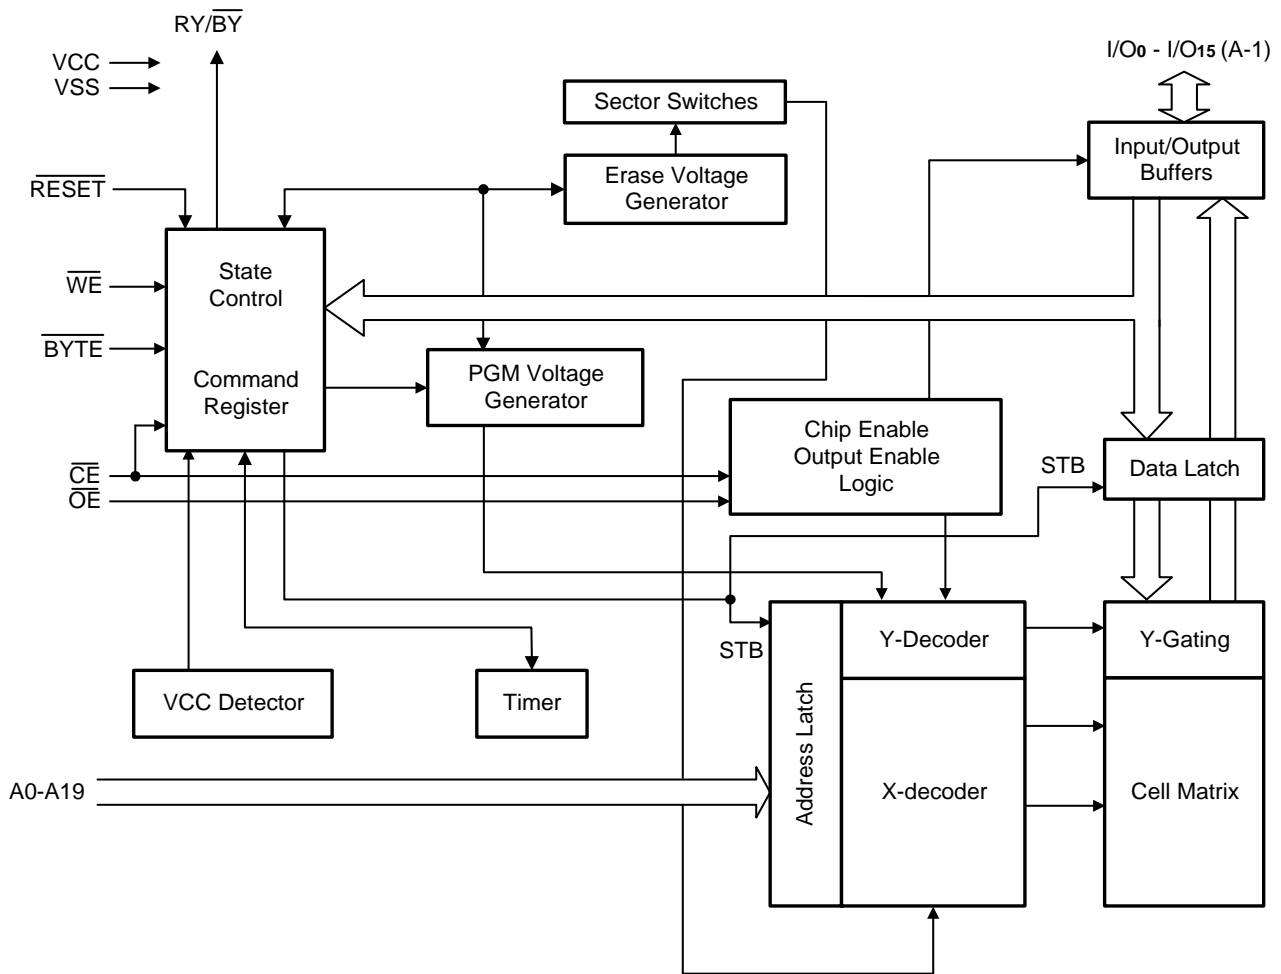 RY/BY
I/O0 - I/O15 (A-1)
VCC
VSS
Sector Switches
Input/Output
Buffers
RESET
Erase Voltage
Generator
WE
State
Control
BYTE
PGM Voltage
Generator
Command
Register
Chip Enable
Output Enable
Logic
CE
OE
STB
Data Latch
STB
Y-Decoder
Y-Gating
VCC Detector
Timer
Address Latch
A0-A19
X-decoder
Cell Matrix